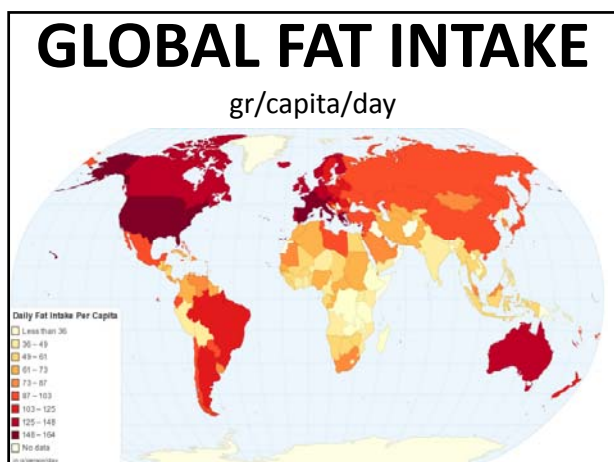 GLOBAL FAT INTAKE
gr/capita/day
Daily Fat Intake Per Capita
Less than 36
36 – 49
49 – 61
61 – 73
73 – 87
87 – 103
103 – 125
125 – 148
148 – 164
No data